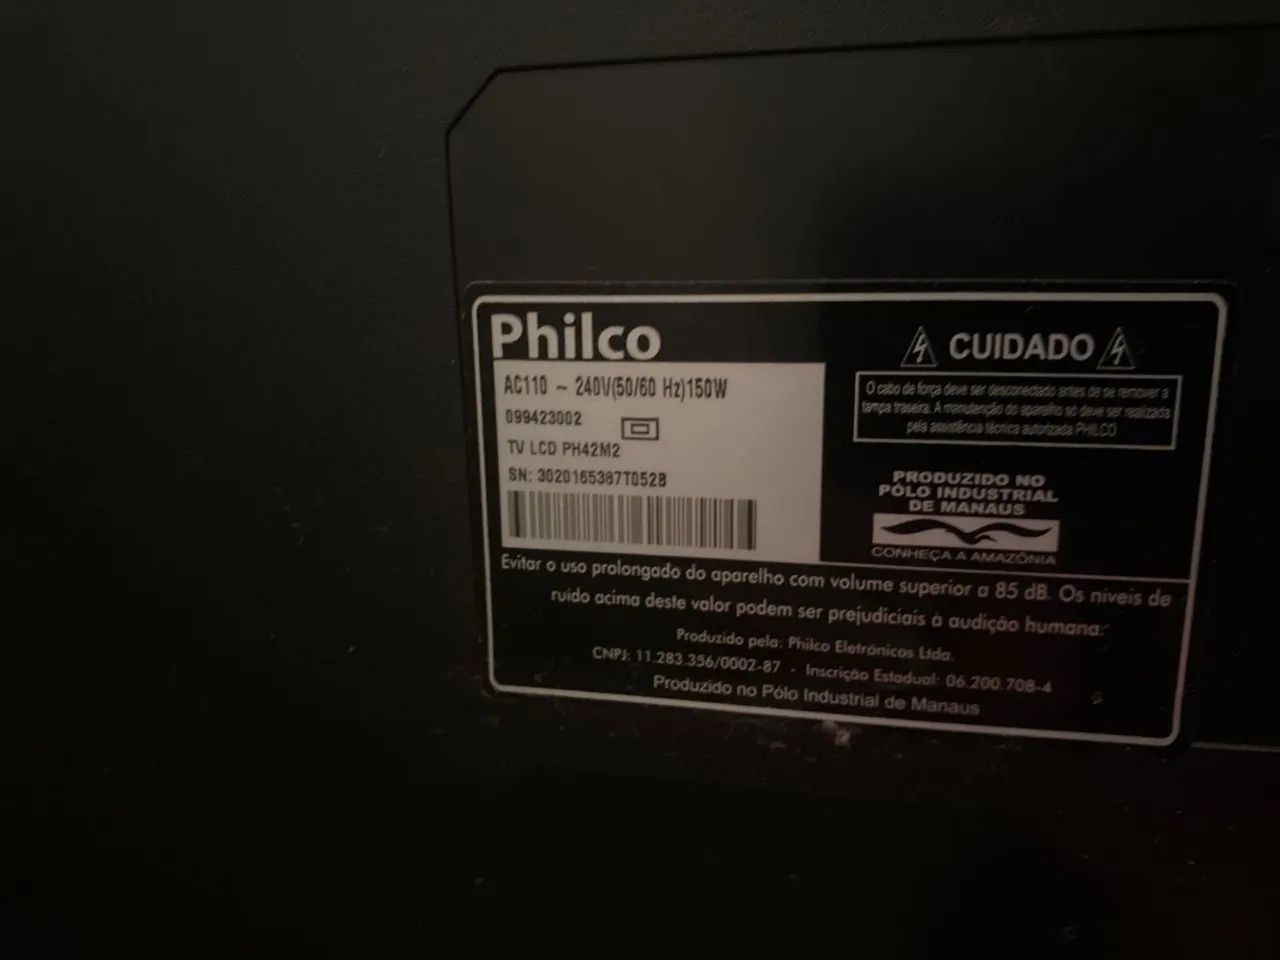 Philco
AC110 ~ 240V(50/60 Hz)150W
099423002
TV LCD PH42M2
SN: 3020165387T052B
CUIDADO
O cabo de força deve ser desconectado antes de se remover a
tampa traseira. A manutenção do aparelho só deve ser realizada
pela assistência técnica autorizada PHILCO
PRODUZIDO NO
PÓLO INDUSTRIAL
DE MANAUS
CONHEÇA A AMAZÔNIA
Evitar o uso prolongado do aparelho com volume superior a 85 dB. Os níveis de
ruído acima deste valor podem ser prejudiciais à audição humana.
Produzido pela: Philco Eletrônicos Ltda.
CNPJ: 11.283.356/0002-87 - Inscrição Estadual: 06.200.708-4
Produzido no Pólo Industrial de Manaus